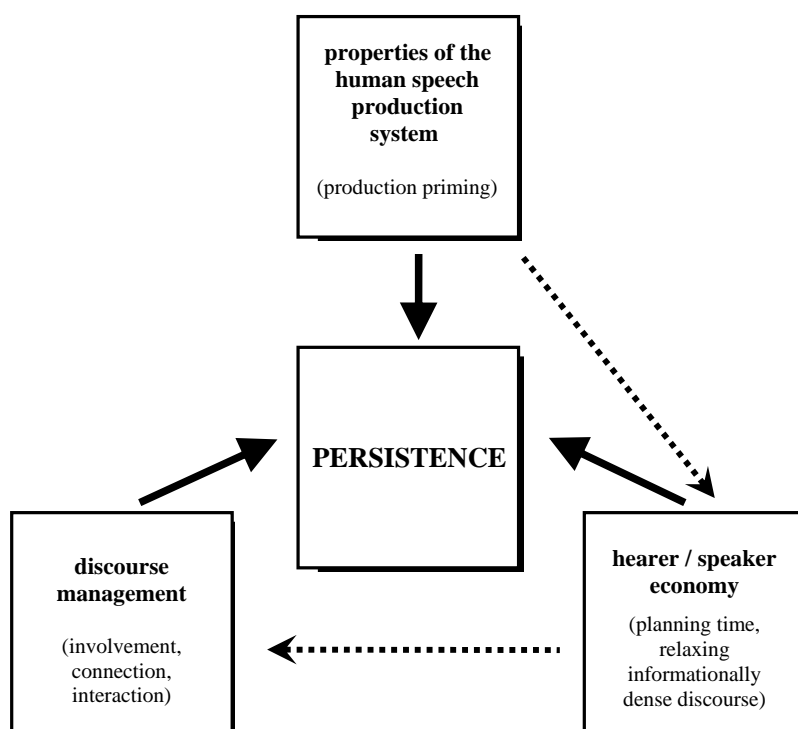 properties of the
human speech
production
system
(production priming)
PERSISTENCE
discourse
management
(involvement,
connection,
interaction)
hearer / speaker
economy
(planning time,
relaxing
informationally
dense discourse)